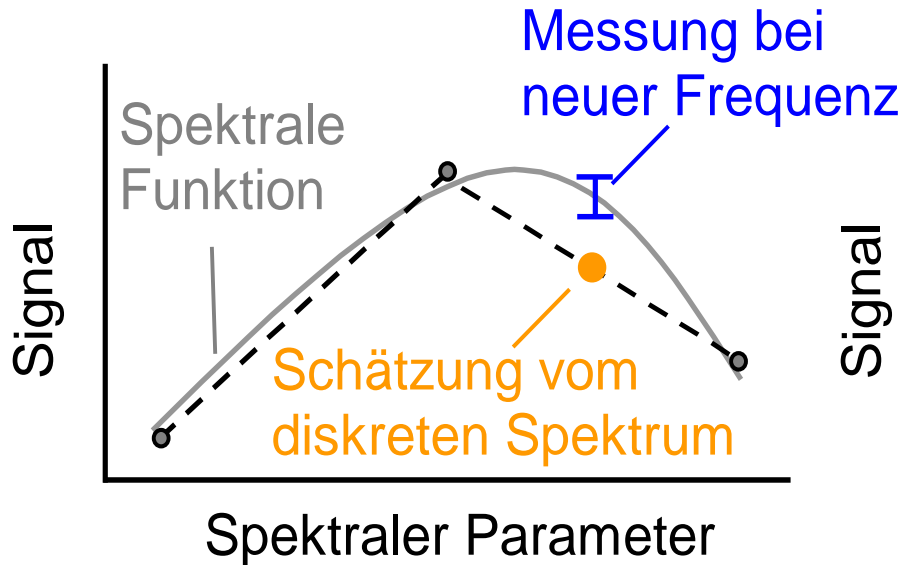 Messung bei
neuer Frequenz
Spektrale
Funktion
Signal
Signal
Schätzung vom
diskreten Spektrum
Spektraler Parameter